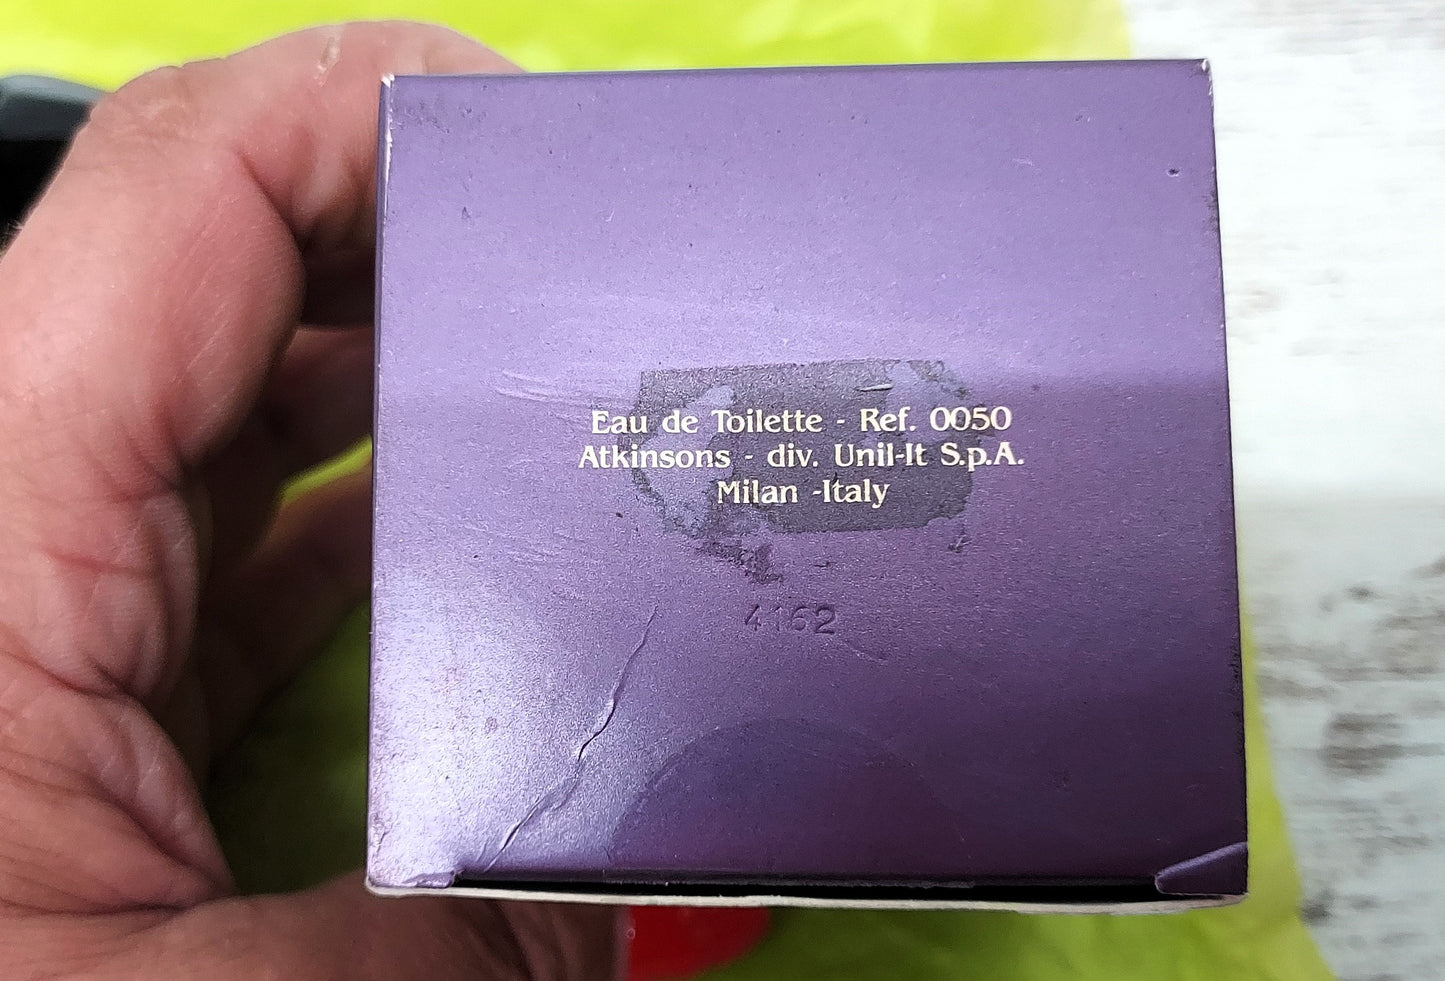 Eau de Toilette - Ref. 0050
Atkinsons - div. Unil-It S.p.A.
Milan -Italy
4162